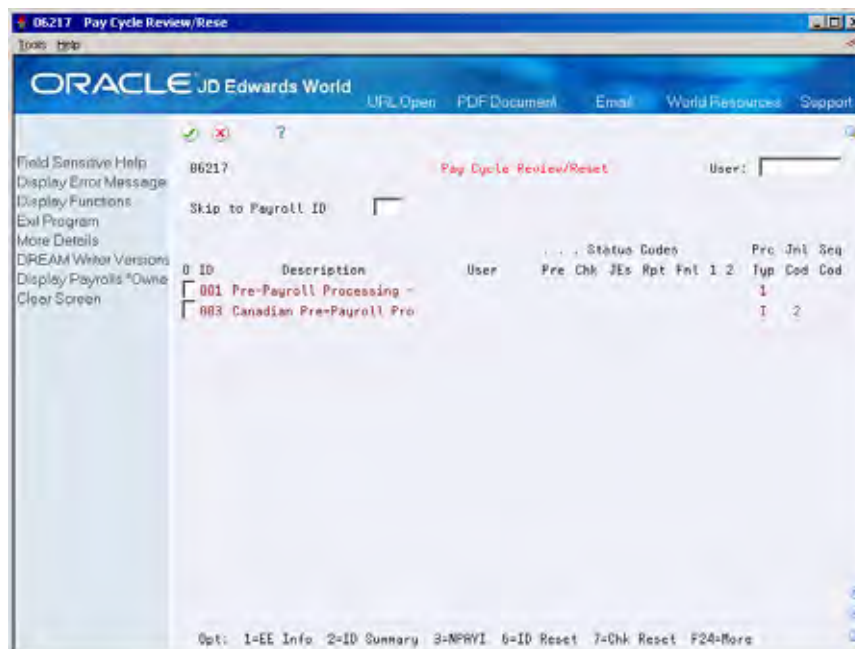 06217 Pay Cycle Review/Rese
Tools Help
ORACLE JD Edwards World
URL Open PDF Document Email World Resources Support
? 
Field Sensitive Help
Display Error Message
Display Functions
Exit Program
More Details
DREAM Writer Versions
Display Payrolls *Owne
Clear Screen
06217 Pay Cycle Review/Reset User:
Skip to Payroll ID
. . . Status Codes Prc Jnl Seq
O ID Description User Pre Chk JEs Rpt Fnl 1 2 Typ Cod Cod
001 Pre-Payroll Processing - 1
003 Canadian Pre-Payroll Pro I 2
Opt: 1=EE Info 2=ID Summary 3=NPAYI 6=ID Reset 7=Chk Reset F24=More